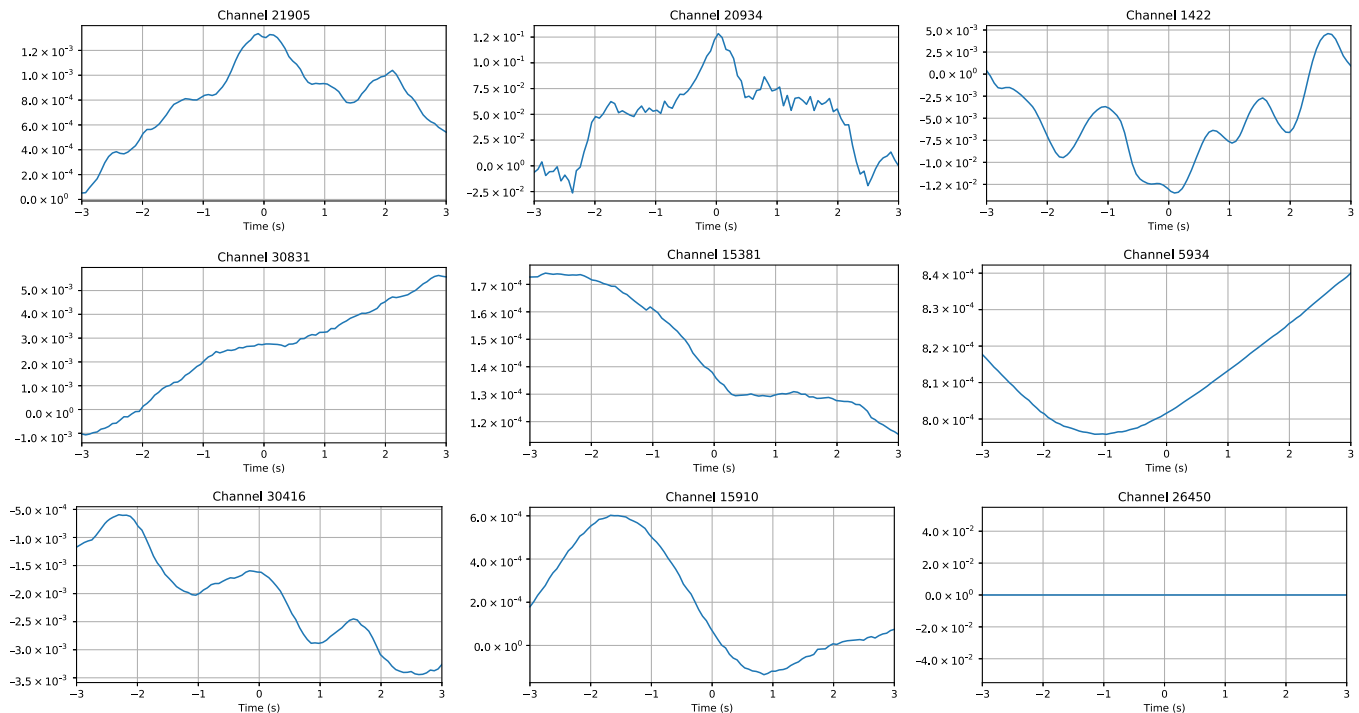 Channel 21905
1.2 × 10⁻³
1.0 × 10⁻³
8.0 × 10⁻⁴
6.0 × 10⁻⁴
4.0 × 10⁻⁴
2.0 × 10⁻⁴
0.0 × 10⁰
−3 −2 −1 0 1 2 3
Time (s)
Channel 20934
1.2 × 10⁻¹
1.0 × 10⁻¹
7.5 × 10⁻²
5.0 × 10⁻²
2.5 × 10⁻²
0.0 × 10⁰
−2.5 × 10⁻²
−3 −2 −1 0 1 2 3
Time (s)
Channel 1422
5.0 × 10⁻³
2.5 × 10⁻³
0.0 × 10⁰
−2.5 × 10⁻³
−5.0 × 10⁻³
−7.5 × 10⁻³
−1.0 × 10⁻²
−1.2 × 10⁻²
−3 −2 −1 0 1 2 3
Time (s)
Channel 30831
5.0 × 10⁻³
4.0 × 10⁻³
3.0 × 10⁻³
2.0 × 10⁻³
1.0 × 10⁻³
0.0 × 10⁰
−1.0 × 10⁻³
−3 −2 −1 0 1 2 3
Time (s)
Channel 15381
1.7 × 10⁻⁴
1.6 × 10⁻⁴
1.5 × 10⁻⁴
1.4 × 10⁻⁴
1.3 × 10⁻⁴
1.2 × 10⁻⁴
−3 −2 −1 0 1 2 3
Time (s)
Channel 5934
8.4 × 10⁻⁴
8.3 × 10⁻⁴
8.2 × 10⁻⁴
8.1 × 10⁻⁴
8.0 × 10⁻⁴
−3 −2 −1 0 1 2 3
Time (s)
Channel 30416
−5.0 × 10⁻⁴
−1.0 × 10⁻³
−1.5 × 10⁻³
−2.0 × 10⁻³
−2.5 × 10⁻³
−3.0 × 10⁻³
−3.5 × 10⁻³
−3 −2 −1 0 1 2 3
Time (s)
Channel 15910
6.0 × 10⁻⁴
4.0 × 10⁻⁴
2.0 × 10⁻⁴
0.0 × 10⁰
−3 −2 −1 0 1 2 3
Time (s)
Channel 26450
4.0 × 10⁻²
2.0 × 10⁻²
0.0 × 10⁰
−2.0 × 10⁻²
−4.0 × 10⁻²
−3 −2 −1 0 1 2 3
Time (s)